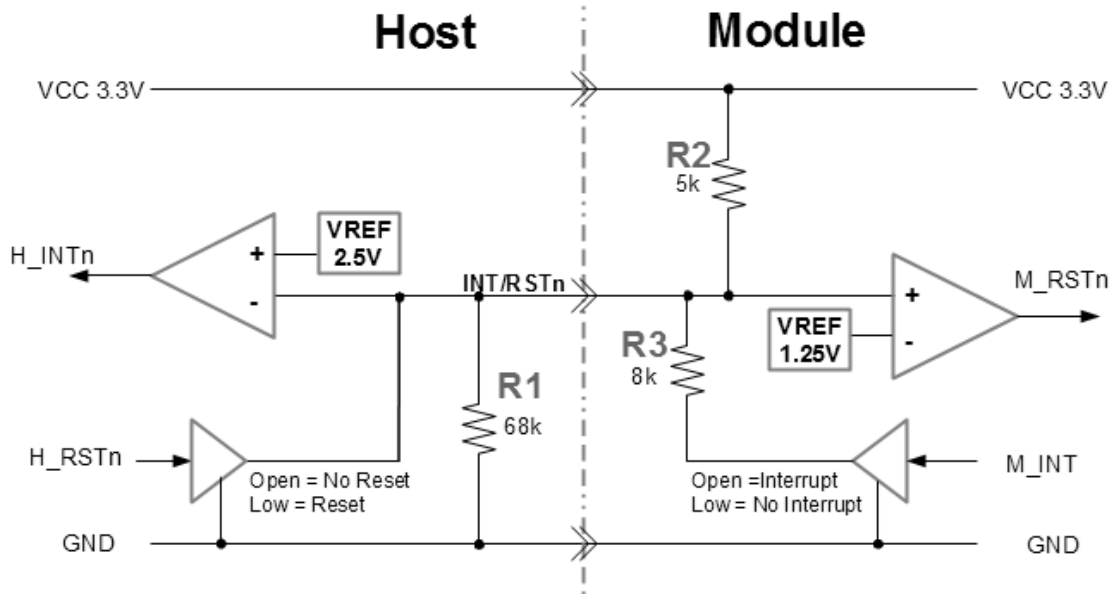 Host
Module
VCC 3.3V
VCC 3.3V
R2
5k
H_INTn
+
-
VREF
2.5V
INT/RSTn
+
-
VREF
1.25V
M_RSTn
R3
8k
R1
68k
H_RSTn
Open = No Reset
Low = Reset
Open =Interrupt
Low = No Interrupt
M_INT
GND
GND